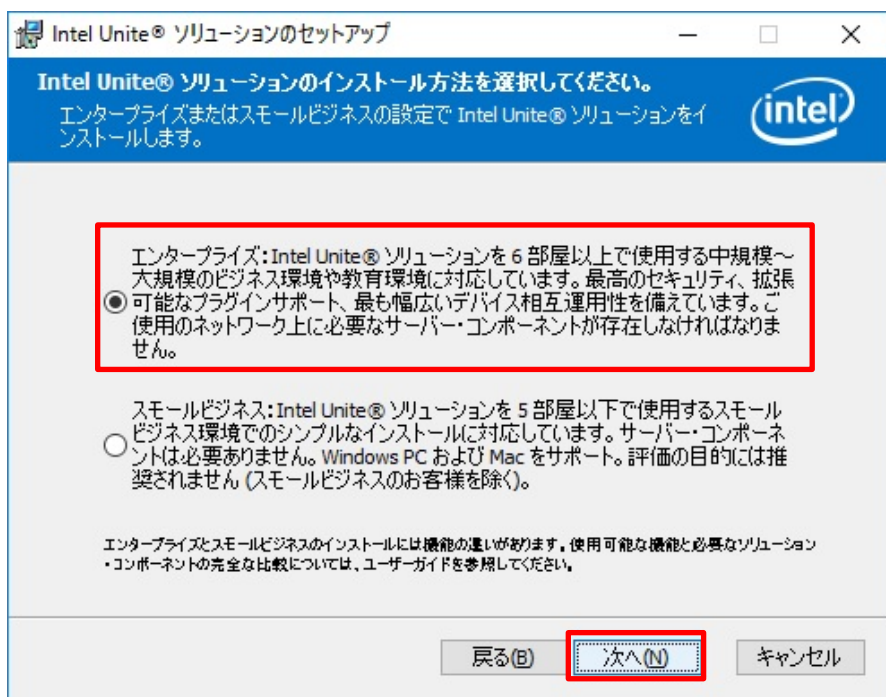 Intel Unite® ソリューションのセットアップ
Intel Unite® ソリューションのインストール方法を選択してください。
エンタープライズまたはスモールビジネスの設定で Intel Unite® ソリューションをイ
ンストールします。
intel
エンタープライズ：Intel Unite® ソリューションを 6 部屋以上で使用する中規模～
大規模のビジネス環境や教育環境に対応しています。最高のセキュリティ、拡張
可能なプラグインサポート、最も幅広いデバイス相互運用性を備えています。ご
使用のネットワーク上に必要なサーバー・コンポーネントが存在しなければなりま
せん。
スモールビジネス：Intel Unite® ソリューションを 5 部屋以下で使用するスモール
ビジネス環境でのシンプルなインストールに対応しています。サーバー・コンポーネ
ントは必要ありません。Windows PC および Mac をサポート。評価の目的には推
奨されません (スモールビジネスのお客様を除く)。
エンタープライズとスモールビジネスのインストールには機能の違いがあります。使用可能な機能と必要なソリューション
・コンポーネントの完全な比較については、ユーザーガイドを参照してください。
戻る(B)
次へ(N)
キャンセル